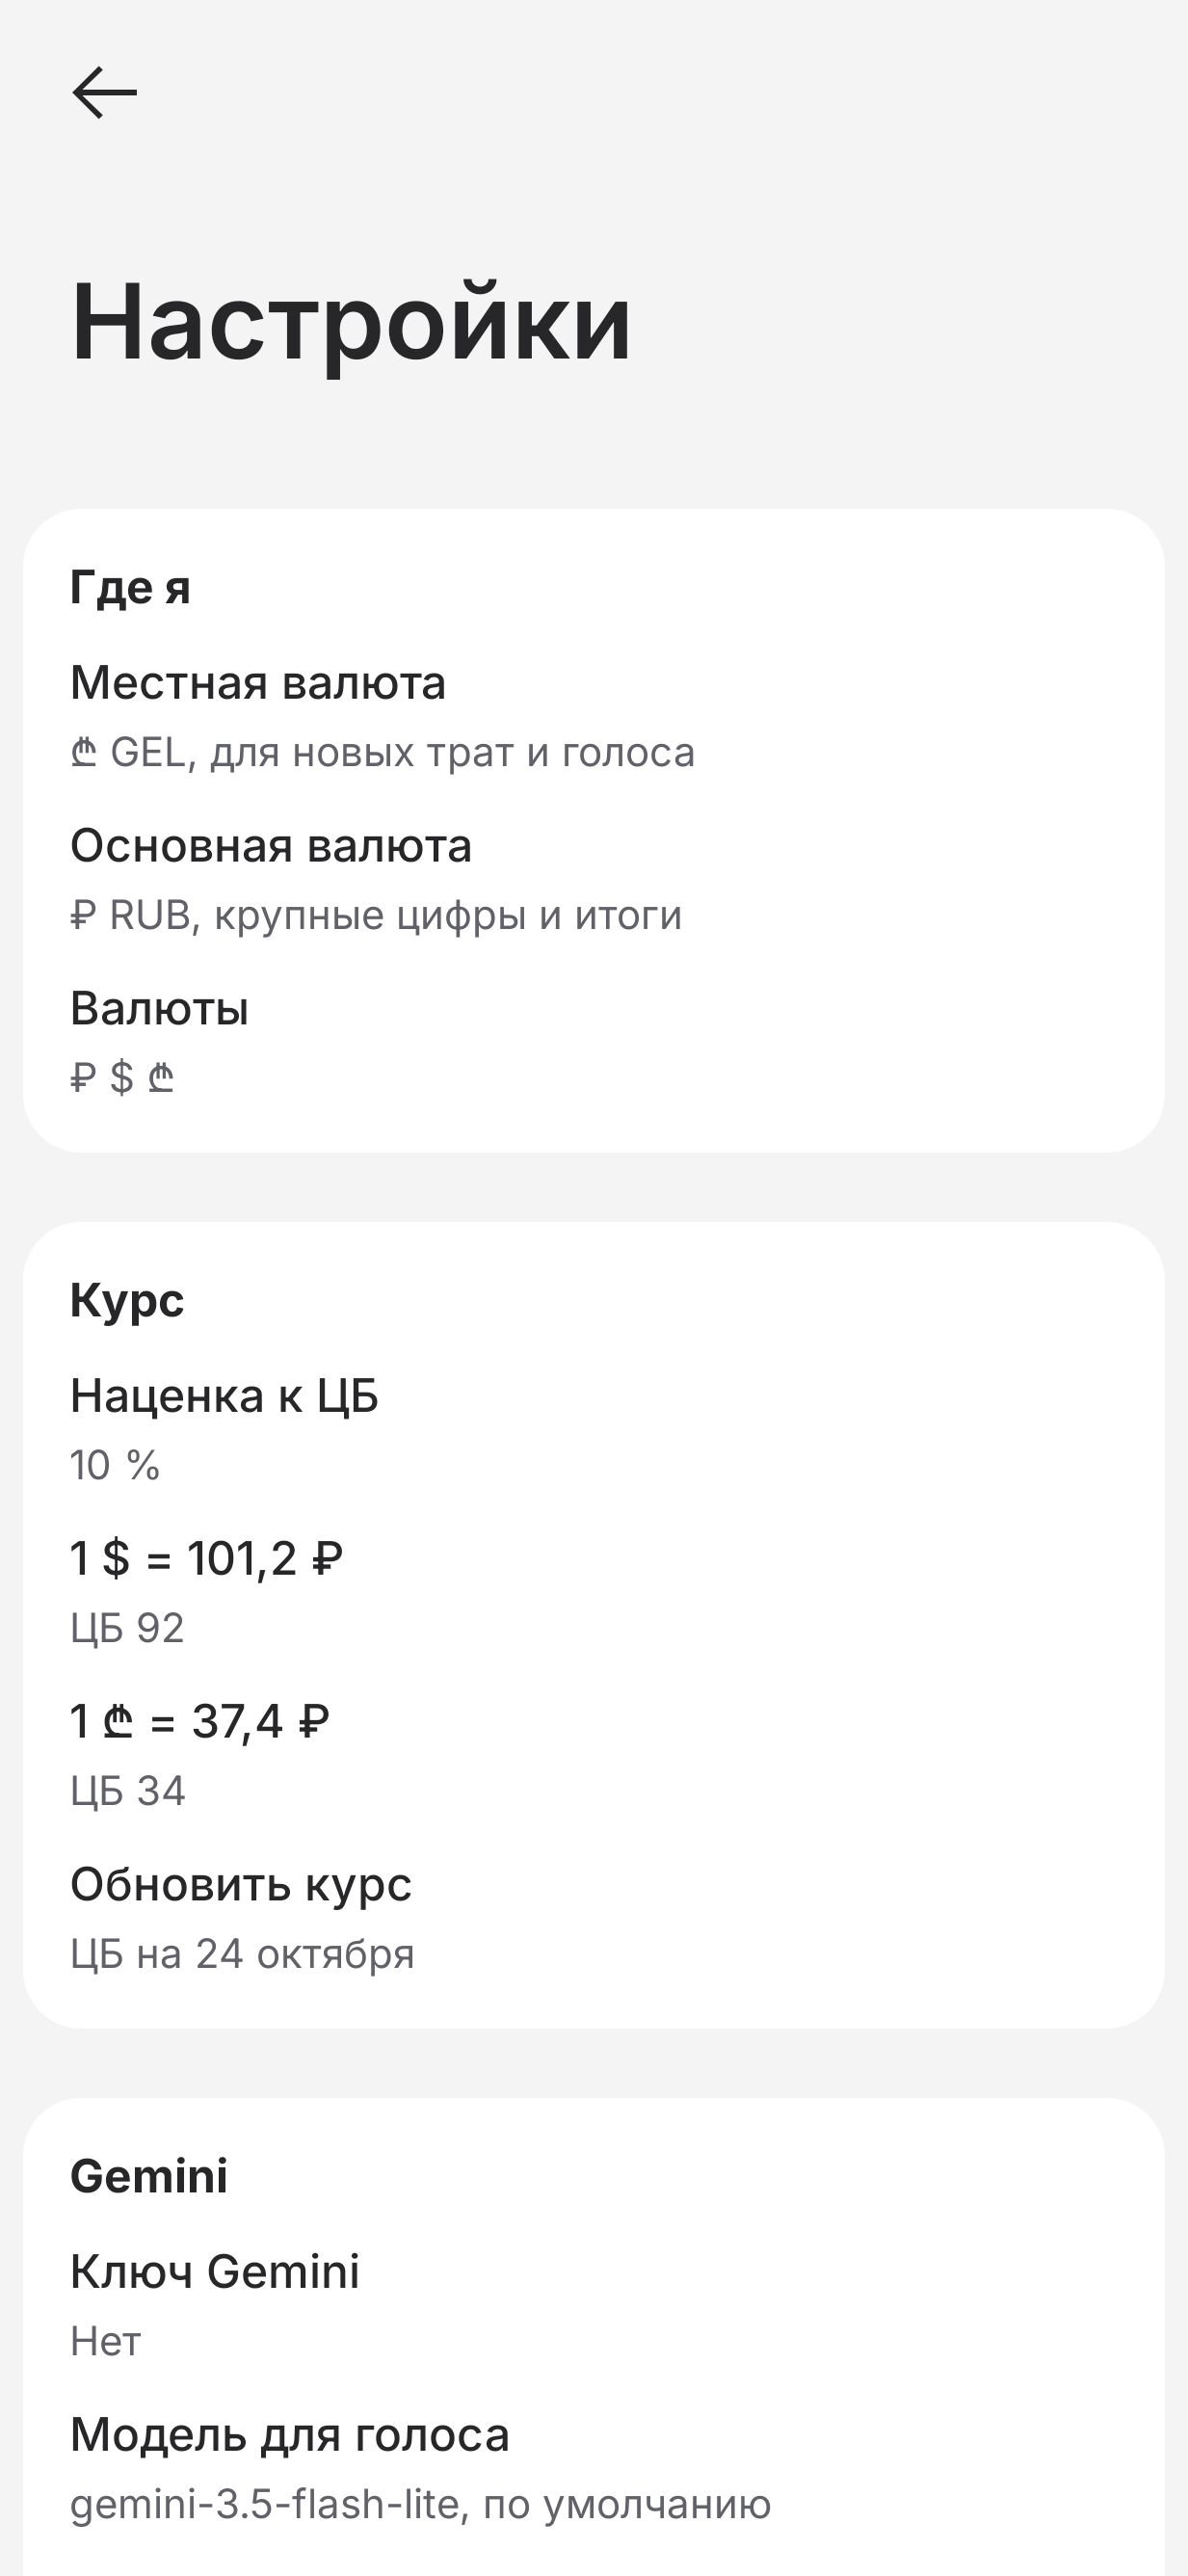 Настройки
Где я
Местная валюта
₾ GEL, для новых трат и голоса
Основная валюта
₽ RUB, крупные цифры и итоги
Валюты
₽ $ ₾
Курс
Наценка к ЦБ
10 %
1 $ = 101,2 ₽
ЦБ 92
1 ₾ = 37,4 ₽
ЦБ 34
Обновить курс
ЦБ на 24 октября
Gemini
Ключ Gemini
Нет
Модель для голоса
gemini-3.5-flash-lite, по умолчанию